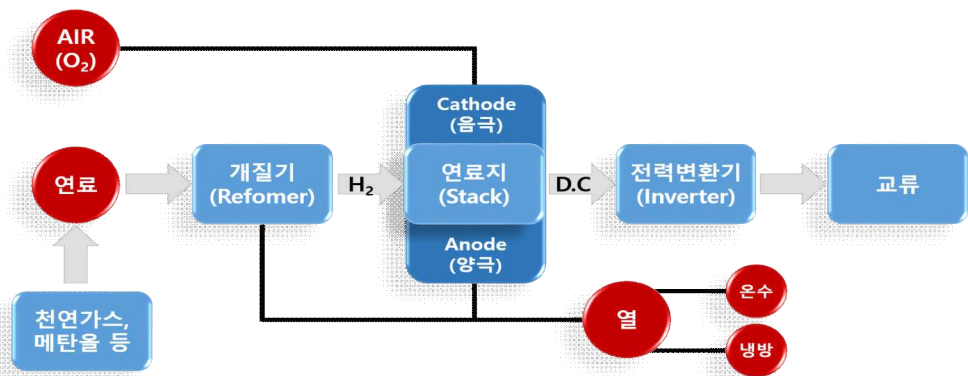 AIR
(O₂)
Cathode
(음극)
연료
개질기
(Refomer)
H₂
연료지
(Stack)
D.C
전력변환기
(Inverter)
교류
Anode
(양극)
천연가스,
메탄올 등
열
온수
냉방